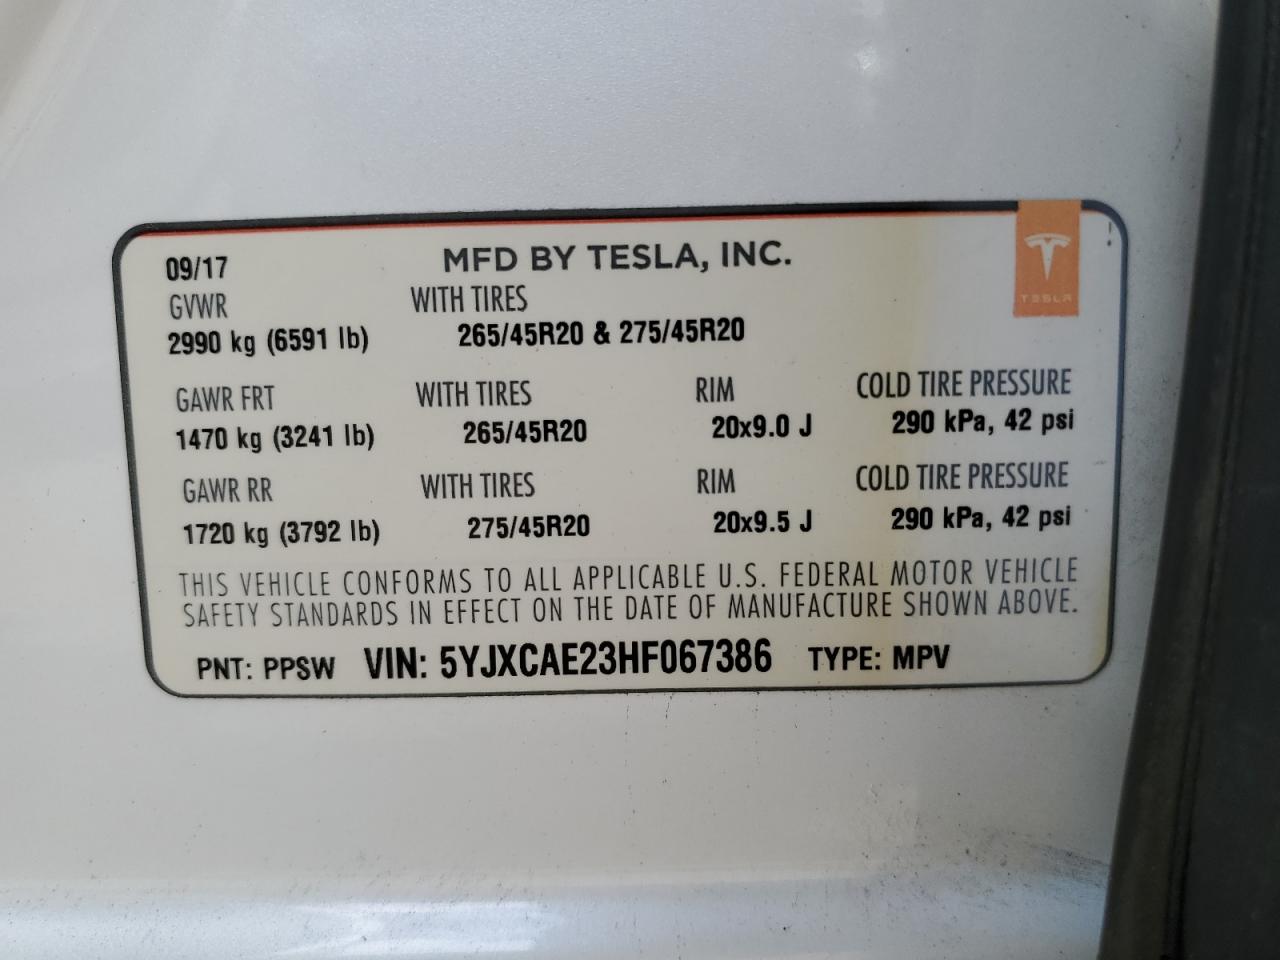 09/17 MFD BY TESLA, INC.
GVWR WITH TIRES
2990 kg (6591 lb) 265/45R20 & 275/45R20
TESLA
GAWR FRT WITH TIRES RIM COLD TIRE PRESSURE
1470 kg (3241 lb) 265/45R20 20x9.0 J 290 kPa, 42 psi
GAWR RR WITH TIRES RIM COLD TIRE PRESSURE
1720 kg (3792 lb) 275/45R20 20x9.5 J 290 kPa, 42 psi
THIS VEHICLE CONFORMS TO ALL APPLICABLE U.S. FEDERAL MOTOR VEHICLE
SAFETY STANDARDS IN EFFECT ON THE DATE OF MANUFACTURE SHOWN ABOVE.
PNT: PPSW VIN: 5YJXCAE23HF067386 TYPE: MPV